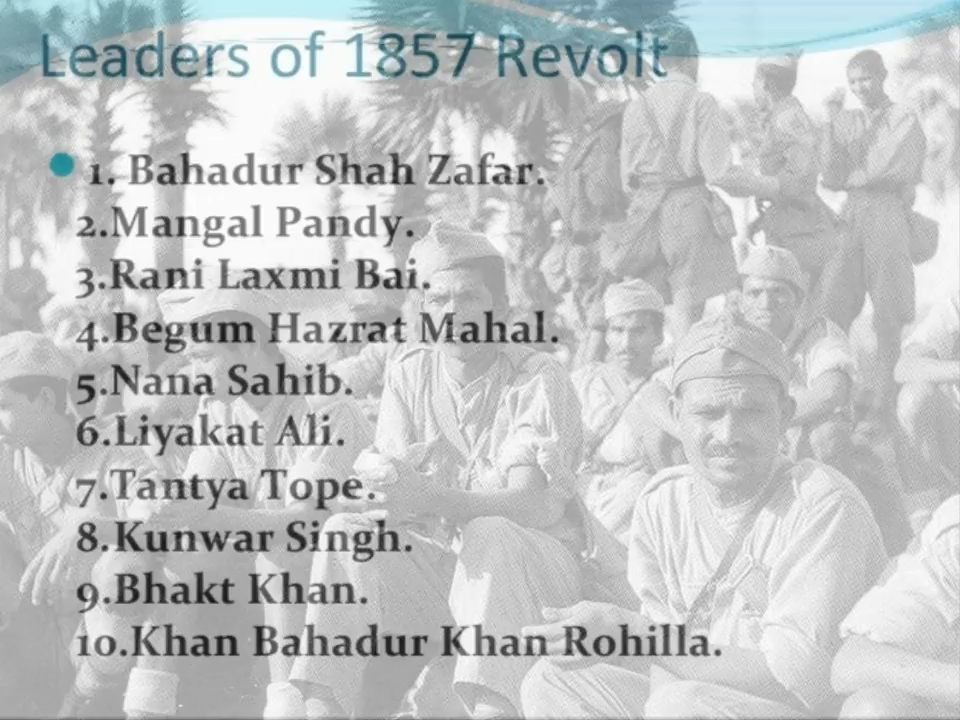 Leaders of 1857 Revolt
1. Bahadur Shah Zafar.
2.Mangal Pandy.
3.Rani Laxmi Bai.
4.Begum Hazrat Mahal.
5.Nana Sahib.
6.Liyakat Ali.
7.Tantya Tope.
8.Kunwar Singh.
9.Bhakt Khan.
10.Khan Bahadur Khan Rohilla.